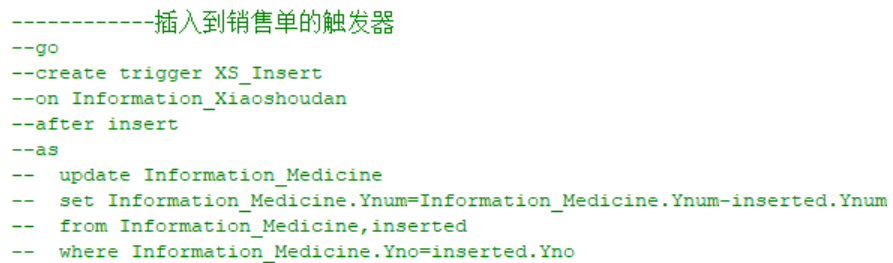 ------------插入到销售单的触发器
--go
--create trigger XS_Insert
--on Information_Xiaoshoudan
--after insert
--as
--  update Information_Medicine
--  set Information_Medicine.Ynum=Information_Medicine.Ynum-inserted.Ynum
--  from Information_Medicine,inserted
--  where Information_Medicine.Yno=inserted.Yno